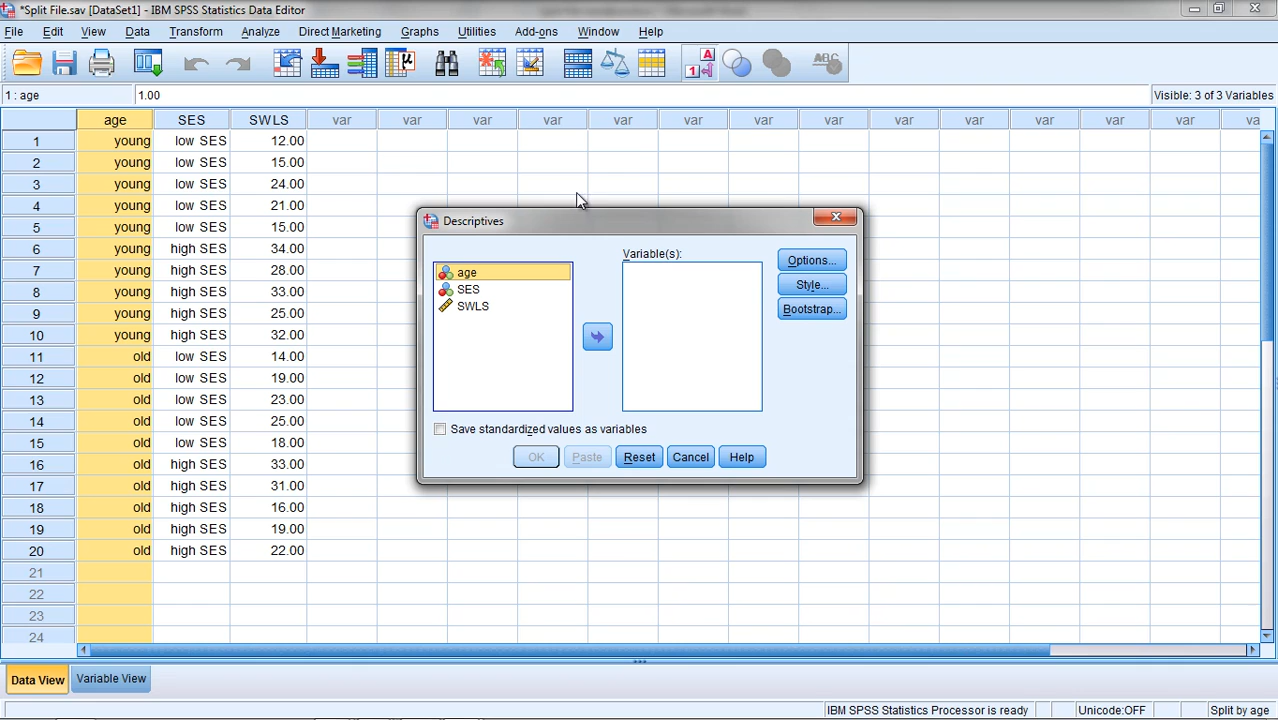 *Split File.sav [DataSet1] - IBM SPSS Statistics Data Editor
File Edit View Data Transform Analyze Direct Marketing Graphs Utilities Add-ons Window Help
1 : age 1.00 Visible: 3 of 3 Variables
age SES SWLS var var var var var var var var var var var var var va
1 young low SES 12.00
2 young low SES 15.00
3 young low SES 24.00
4 young low SES 21.00
5 young low SES 15.00
6 young high SES 34.00
7 young high SES 28.00
8 young high SES 33.00
9 young high SES 25.00
10 young high SES 32.00
11 old low SES 14.00
12 old low SES 19.00
13 old low SES 23.00
14 old low SES 25.00
15 old low SES 18.00
16 old high SES 33.00
17 old high SES 31.00
18 old high SES 16.00
19 old high SES 19.00
20 old high SES 22.00
21
22
23
24
Descriptives
Variable(s):
age
SES
SWLS
Options...
Style...
Bootstrap...
Save standardized values as variables
OK Paste Reset Cancel Help
Data View Variable View
IBM SPSS Statistics Processor is ready Unicode:OFF Split by age